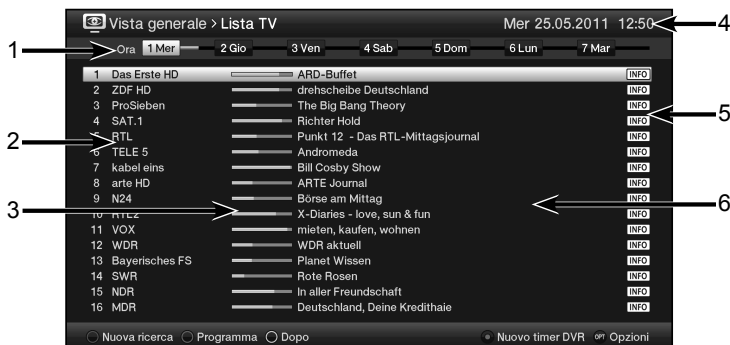 Vista generale > Lista TV Mer 25.05.2011 12:50
4
1
Ora 1 Mer 2 Gio 3 Ven 4 Sab 5 Dom 6 Lun 7 Mar
1 Das Erste HD ARD-Buffet INFO
2 ZDF HD drehscheibe Deutschland INFO
3 ProSieben The Big Bang Theory INFO
5
4 SAT.1 Richter Hold INFO
2
5 RTL Punkt 12 - Das RTL-Mittagsjournal INFO
6 TELE 5 Andromeda INFO
7 kabel eins Bill Cosby Show INFO
8 arte HD ARTE Journal INFO
9 N24 Börse am Mittag INFO
3
6
10 RTL2 X-Diaries - love, sun & fun INFO
11 VOX mieten, kaufen, wohnen INFO
12 WDR WDR aktuell INFO
13 Bayerisches FS Planet Wissen INFO
14 SWR Rote Rosen INFO
15 NDR In aller Freundschaft INFO
16 MDR Deutschland, Deine Kredithaie INFO
Nuova ricerca Programma Dopo Nuovo timer DVR OPT Opzioni